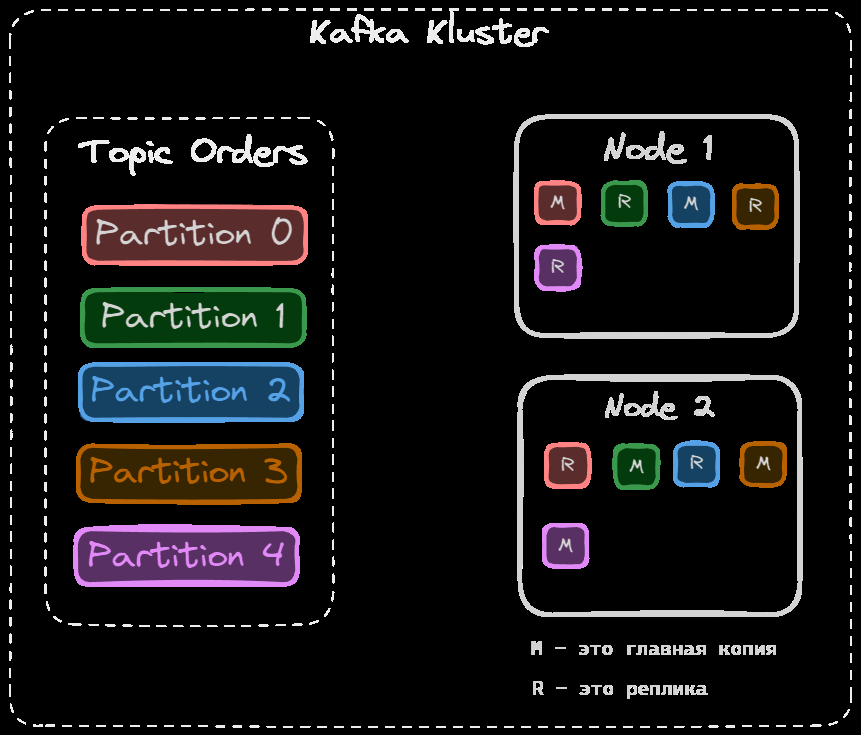 Kafka Kluster
Topic Orders
Partition 0
Partition 1
Partition 2
Partition 3
Partition 4
Node 1
M R M R
R
Node 2
R M R M
M
M - это главная копия
R - это реплика